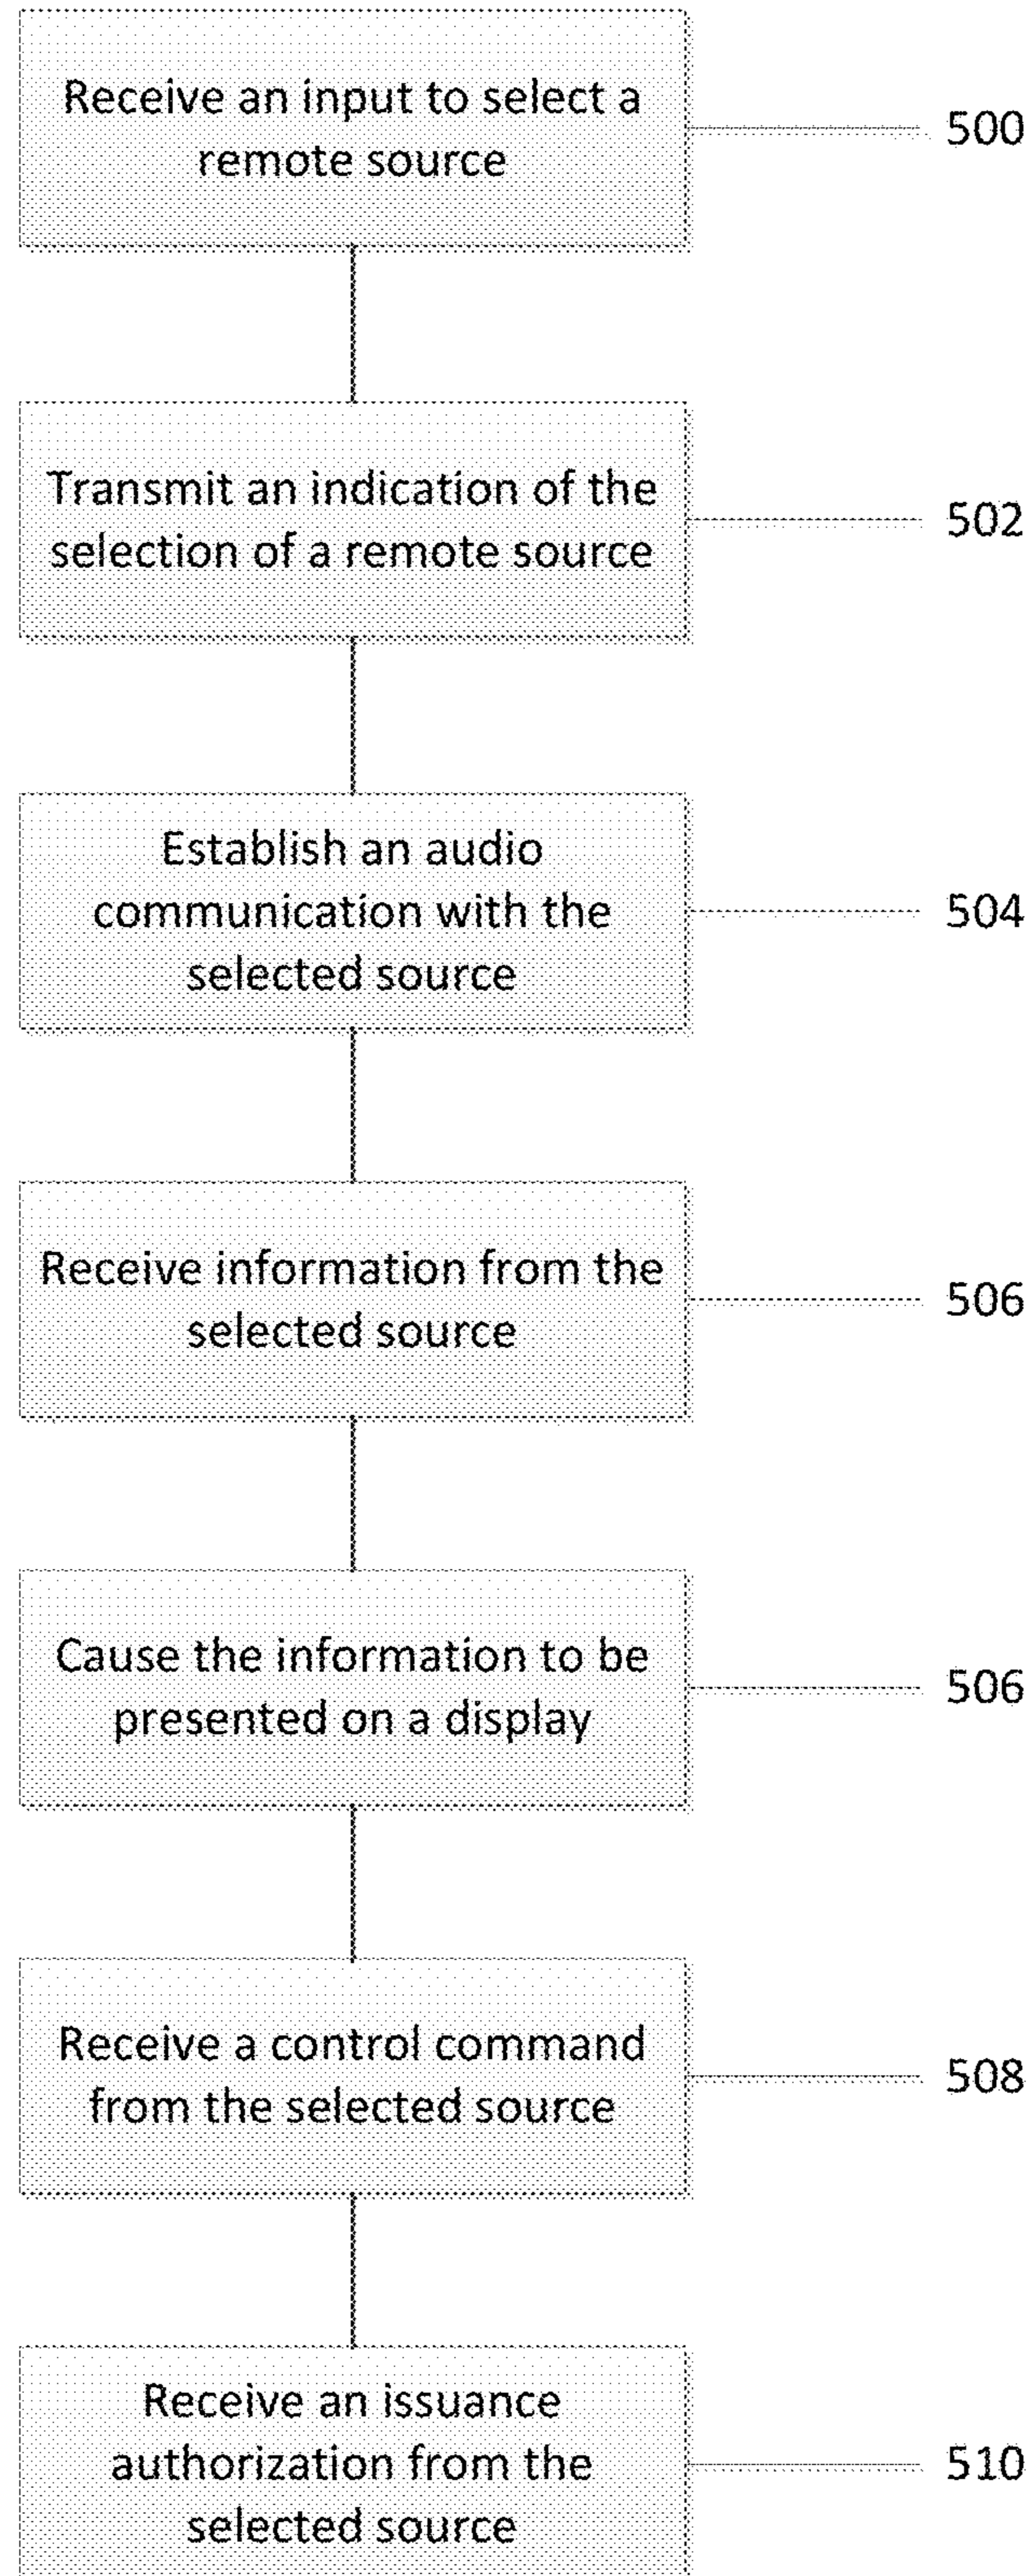 Receive an input to select a
remote source
500
Transmit an indication of the
selection of a remote source
502
Establish an audio
communication with the
selected source
504
Receive information from the
selected source
506
Cause the information to be
presented on a display
506
Receive a control command
from the selected source
508
Receive an issuance
authorization from the
selected source
510